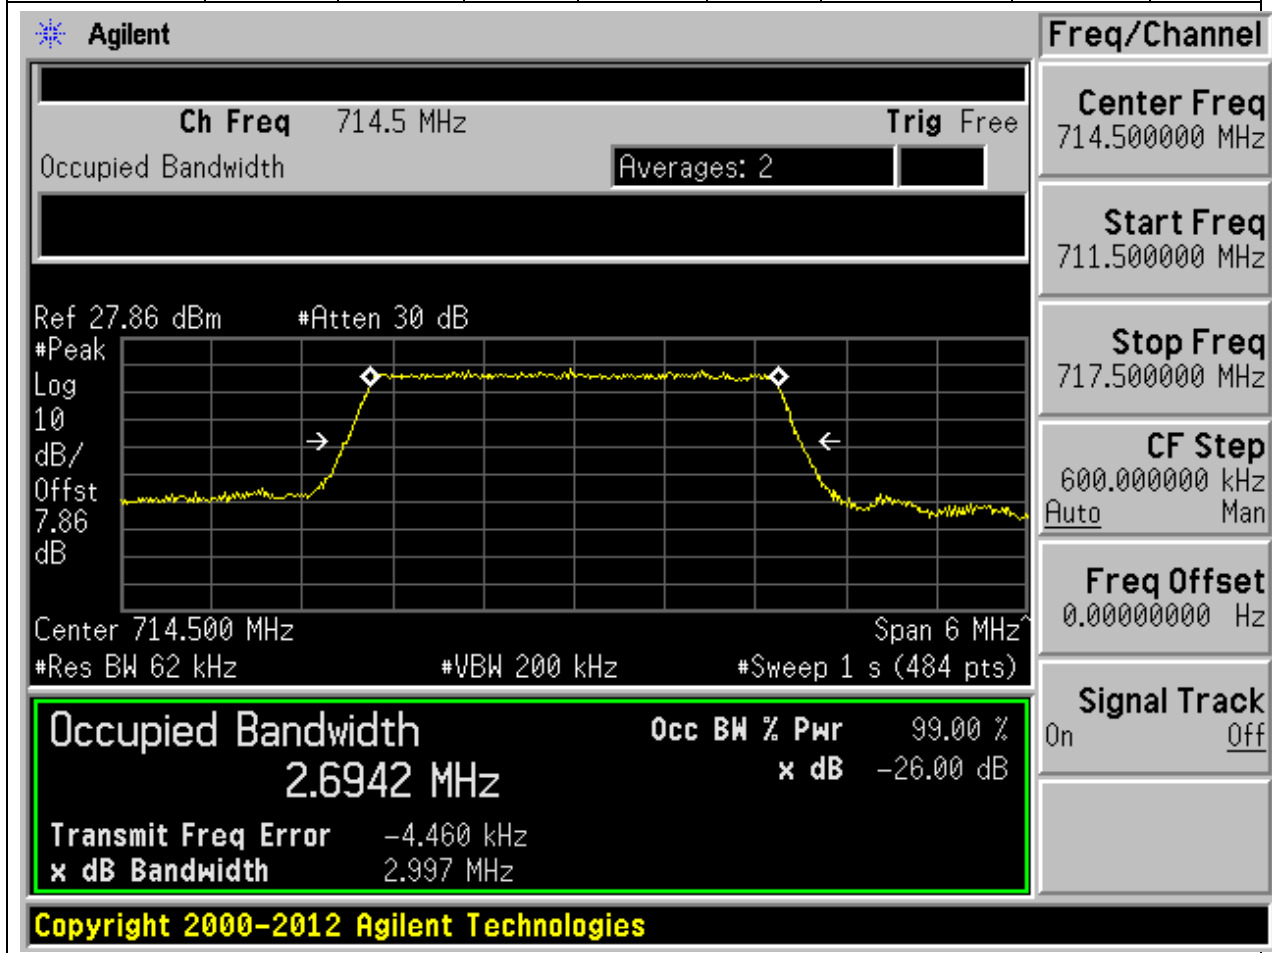 Agilent
Freq/Channel
Ch Freq 714.5 MHz Trig Free
Occupied Bandwidth Averages: 2
Center Freq
714.500000 MHz
Start Freq
711.500000 MHz
Stop Freq
717.500000 MHz
CF Step
600.000000 kHz
Auto Man
Freq Offset
0.00000000 Hz
Signal Track
On Off
Ref 27.86 dBm #Atten 30 dB
#Peak
Log
10
dB/
Offst
7.86
dB
Center 714.500 MHz Span 6 MHz^
#Res BW 62 kHz #VBW 200 kHz #Sweep 1 s (484 pts)
Occupied Bandwidth
2.6942 MHz
Occ BW % Pwr 99.00 %
x dB -26.00 dB
Transmit Freq Error -4.460 kHz
x dB Bandwidth 2.997 MHz
Copyright 2000-2012 Agilent Technologies